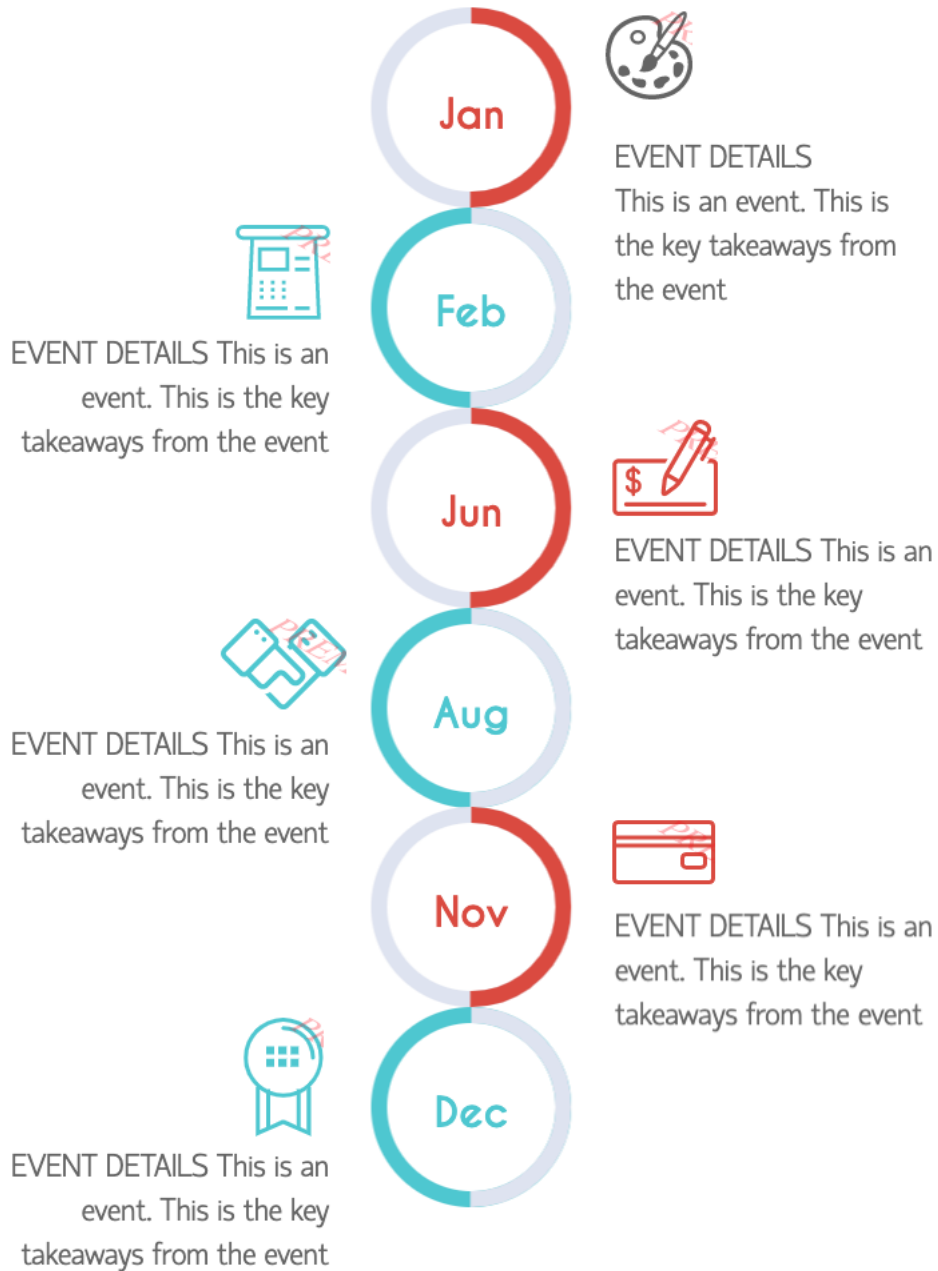 Jan
EVENT DETAILS
This is an event. This is
the key takeaways from
the event
Feb
EVENT DETAILS This is an
event. This is the key
takeaways from the event
Jun
$
EVENT DETAILS This is an
event. This is the key
takeaways from the event
Aug
EVENT DETAILS This is an
event. This is the key
takeaways from the event
Nov
EVENT DETAILS This is an
event. This is the key
takeaways from the event
Dec
EVENT DETAILS This is an
event. This is the key
takeaways from the event